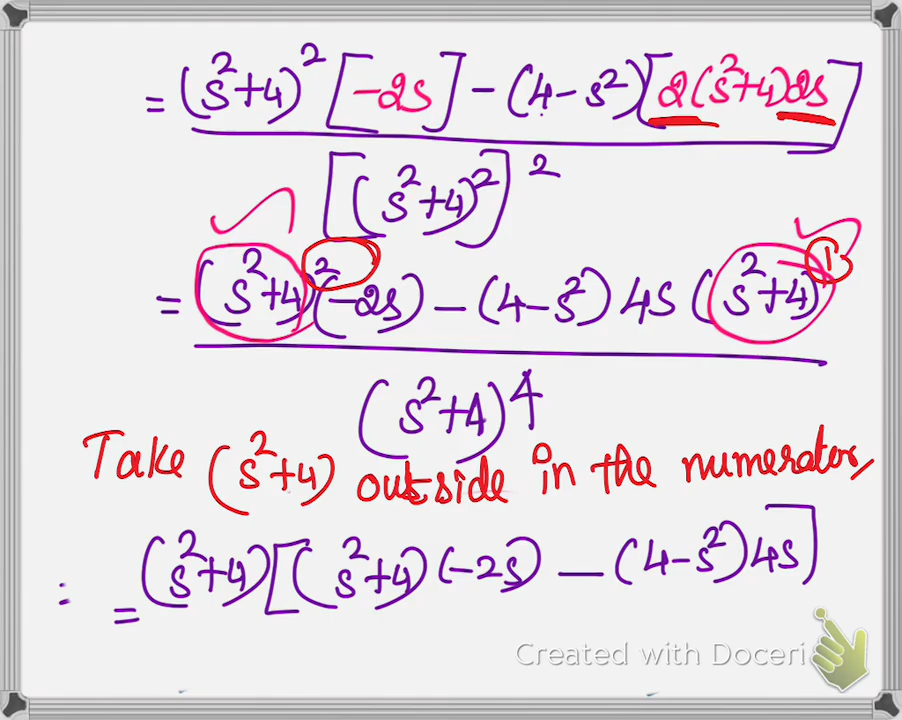 = (s²+4)² [-2s] - (4-s²)[2(s²+4)2s]
[(s²+4)²]²
= (s²+4)²(-2s) - (4-s²) 4s (s²+4)¹
(s²+4)⁴
Take (s²+4) outside in the numerator,
= (s²+4)[(s²+4)(-2s) - (4-s²)4s]
Created with Doceri